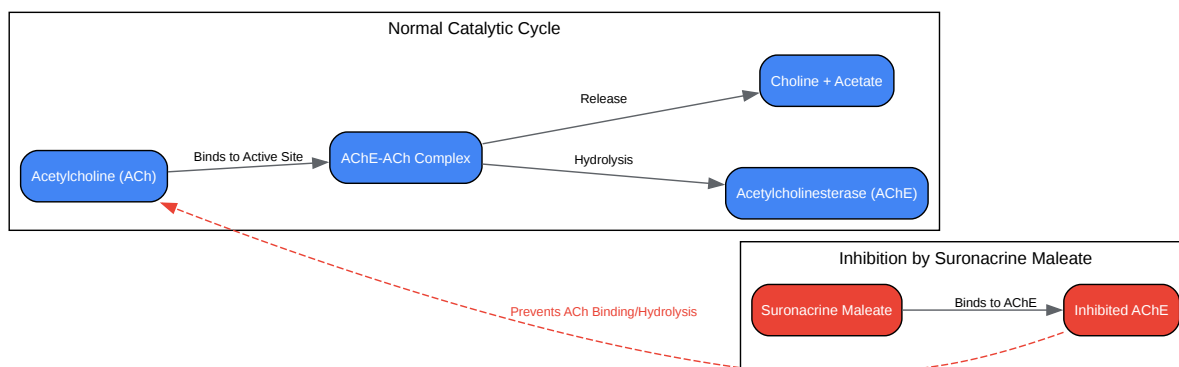 Normal Catalytic Cycle
Choline + Acetate
Release
Binds to Active Site
AChE-ACh Complex
Hydrolysis
Acetylcholine (ACh)
Acetylcholinesterase (AChE)
Inhibition by Suronacrine Maleate
Suronacrine Maleate
Binds to AChE
Inhibited AChE
Prevents ACh Binding/Hydrolysis